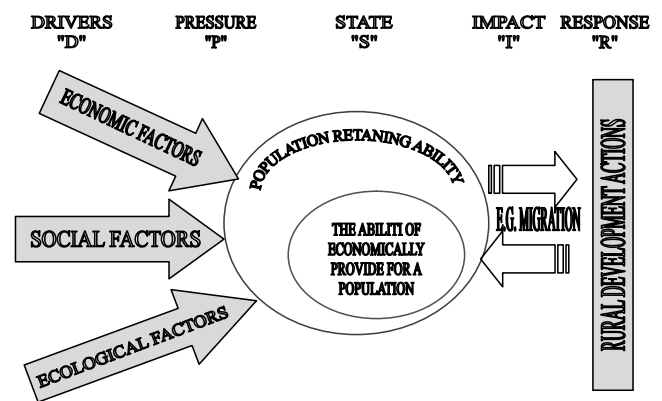 DRIVERS
"D"
PRESSURE
"P"
STATE
"S"
IMPACT
"I"
RESPONSE
"R"
ECONOMIC FACTORS
SOCIAL FACTORS
ECOLOGICAL FACTORS
POPULATION RETANING ABILITY
THE ABILITI OF
ECONOMICALLY
PROVIDE FOR A
POPULATION
E.G. MIGRATION
RURAL DEVELOPMENT ACTIONS